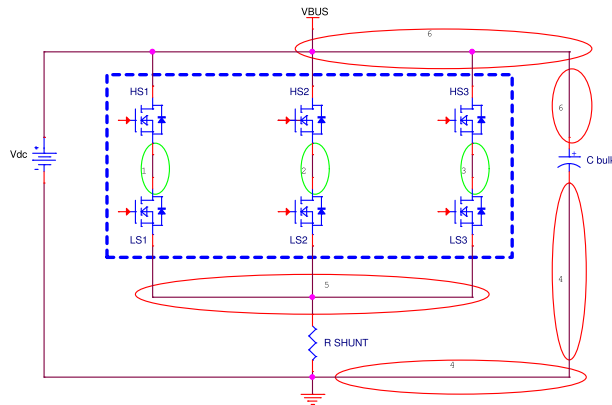 VBUS
6
HS1
HS2
HS3
6
Vdc
+
-
1
2
3
+
C bulk
LS1
LS2
LS3
5
4
R SHUNT
4